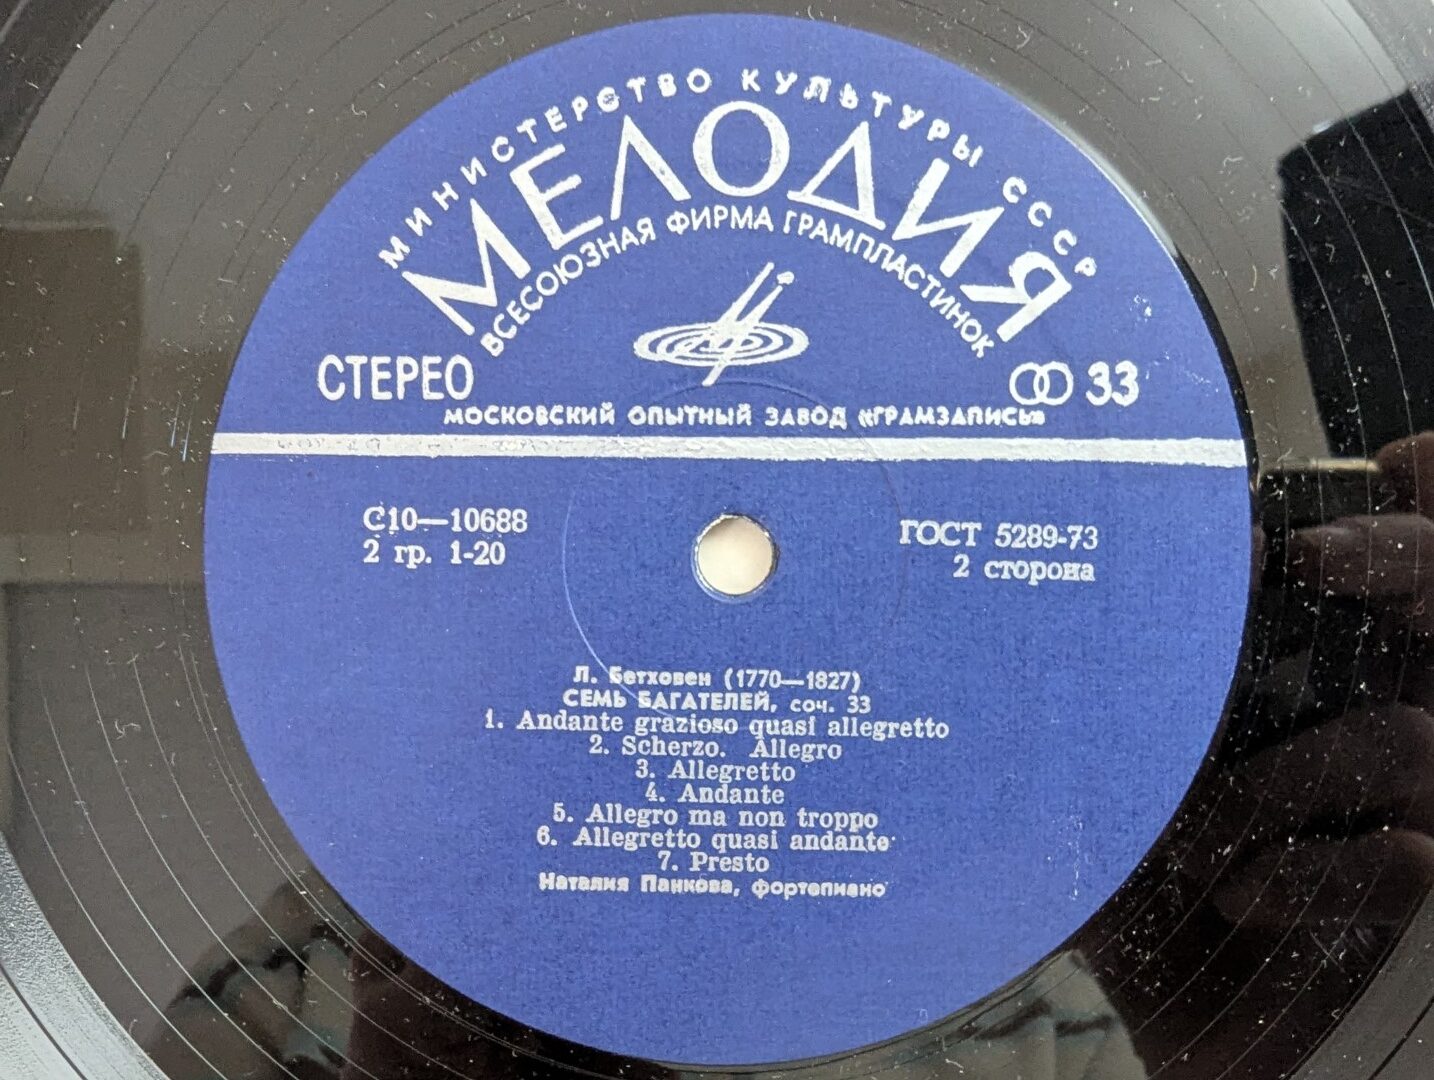 МИНИСТЕРСТВО КУЛЬТУРЫ СССР
МЕЛОДИЯ
ВСЕСОЮЗНАЯ ФИРМА ГРАМПЛАСТИНОК
СТЕРЕО
33
МОСКОВСКИЙ ОПЫТНЫЙ ЗАВОД «ГРАМЗАПИСЬ»
С10—10688
2 гр. 1-20
ГОСТ 5289-73
2 сторона
Л. Бетховен (1770—1827)
СЕМЬ БАГАТЕЛЕЙ, соч. 33
1. Andante grazioso quasi allegretto
2. Scherzo. Allegro
3. Allegretto
4. Andante
5. Allegro ma non troppo
6. Allegretto quasi andante
7. Presto
Наталия Панкова, фортепиано